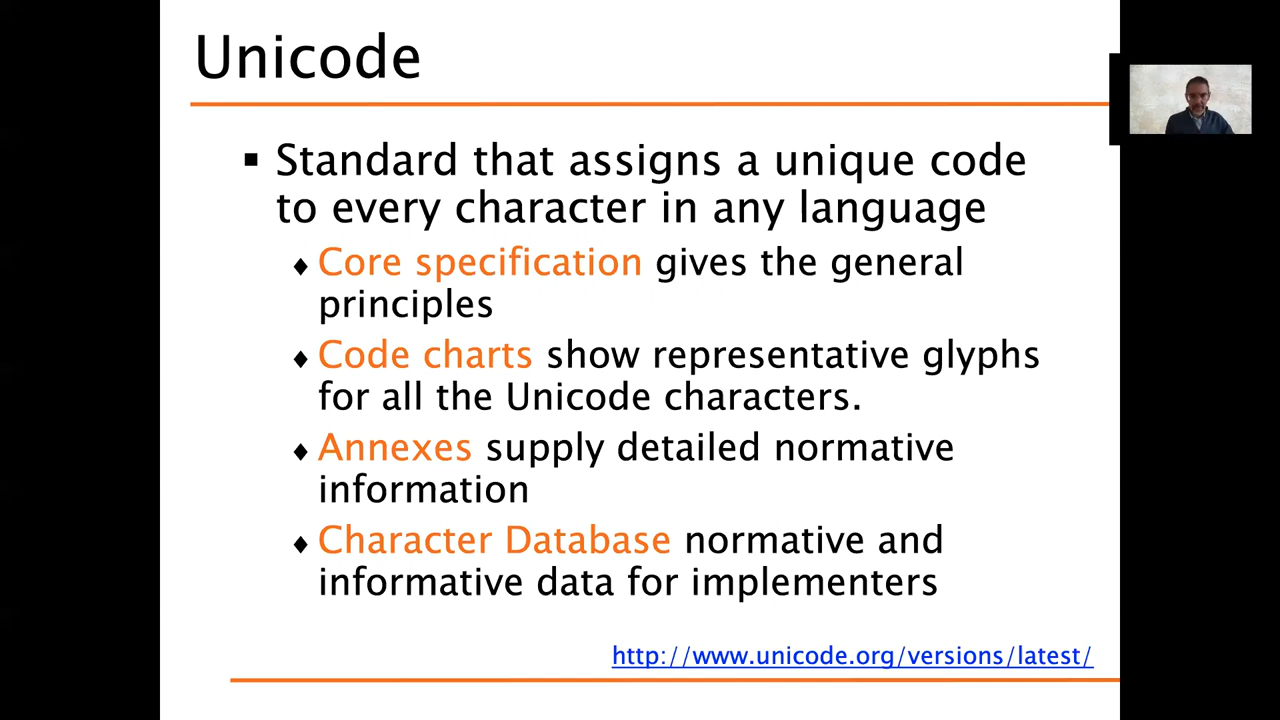 Unicode
▪ Standard that assigns a unique code
to every character in any language
♦ Core specification gives the general
principles
♦ Code charts show representative glyphs
for all the Unicode characters.
♦ Annexes supply detailed normative
information
♦ Character Database normative and
informative data for implementers
http://www.unicode.org/versions/latest/